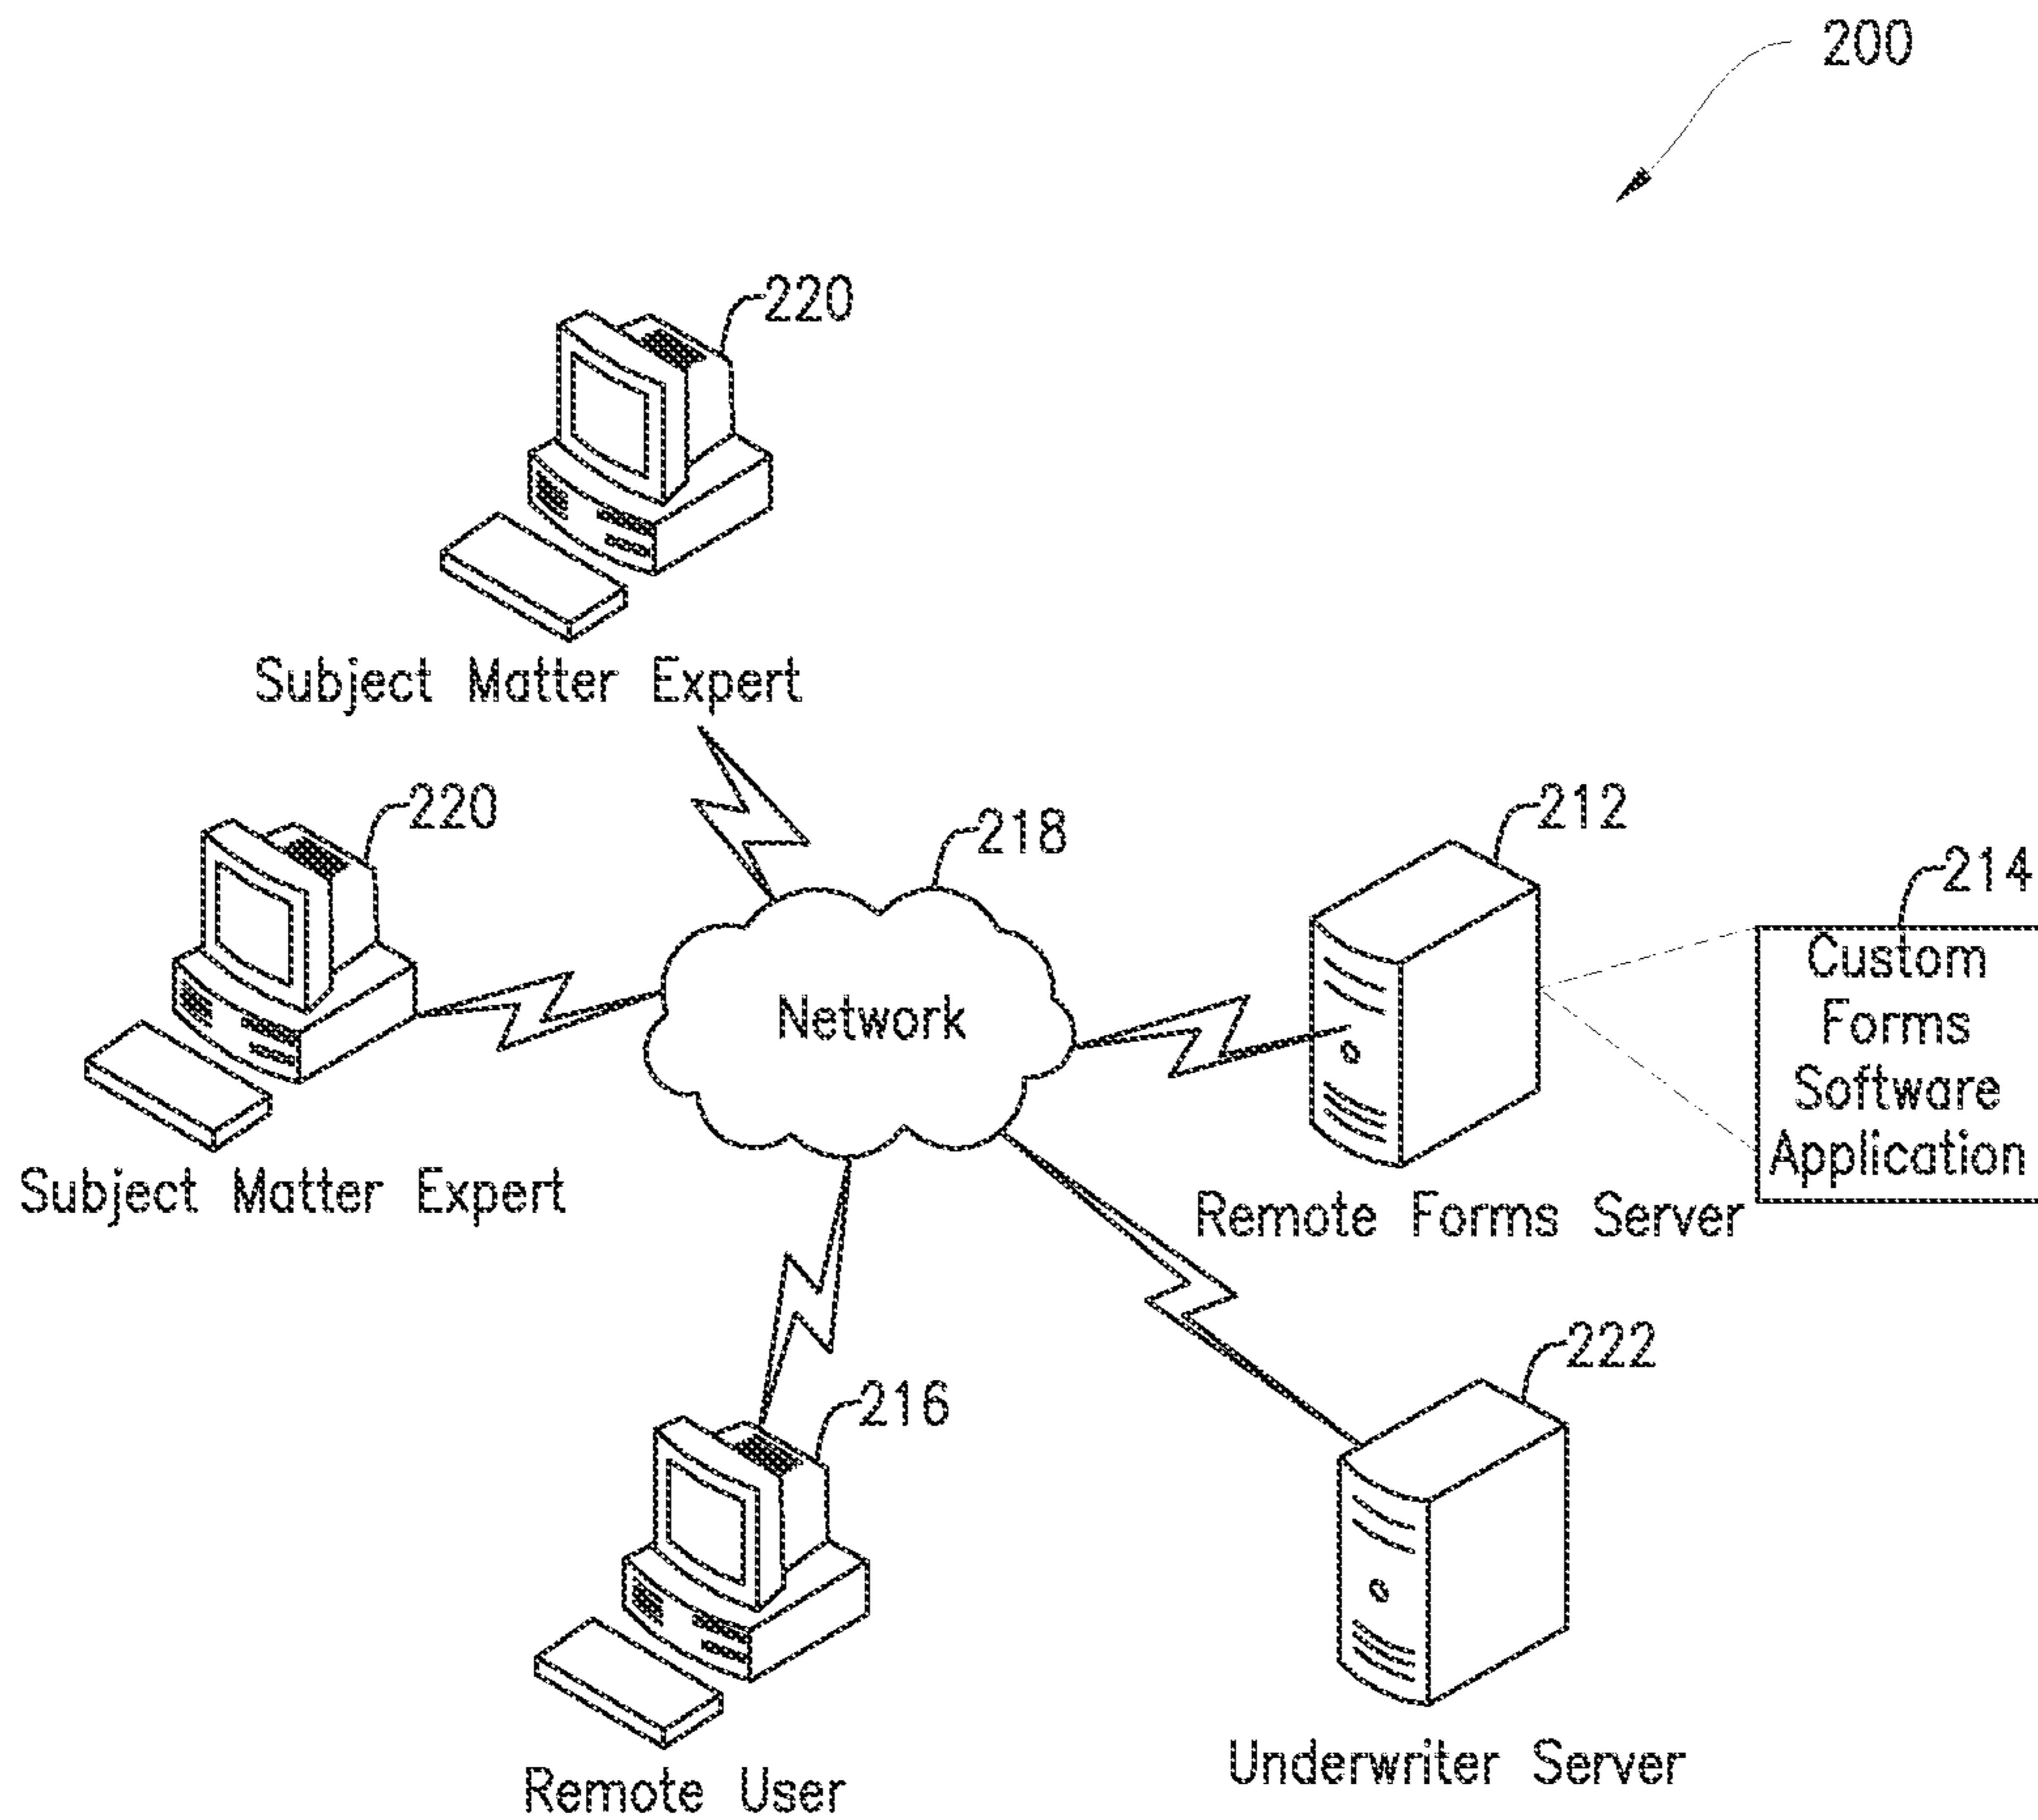 200
220
Subject Matter Expert
220
218
212
214
Custom
Forms
Software
Application
Network
Subject Matter Expert
Remote Forms Server
216
222
Remote User
Underwriter Server